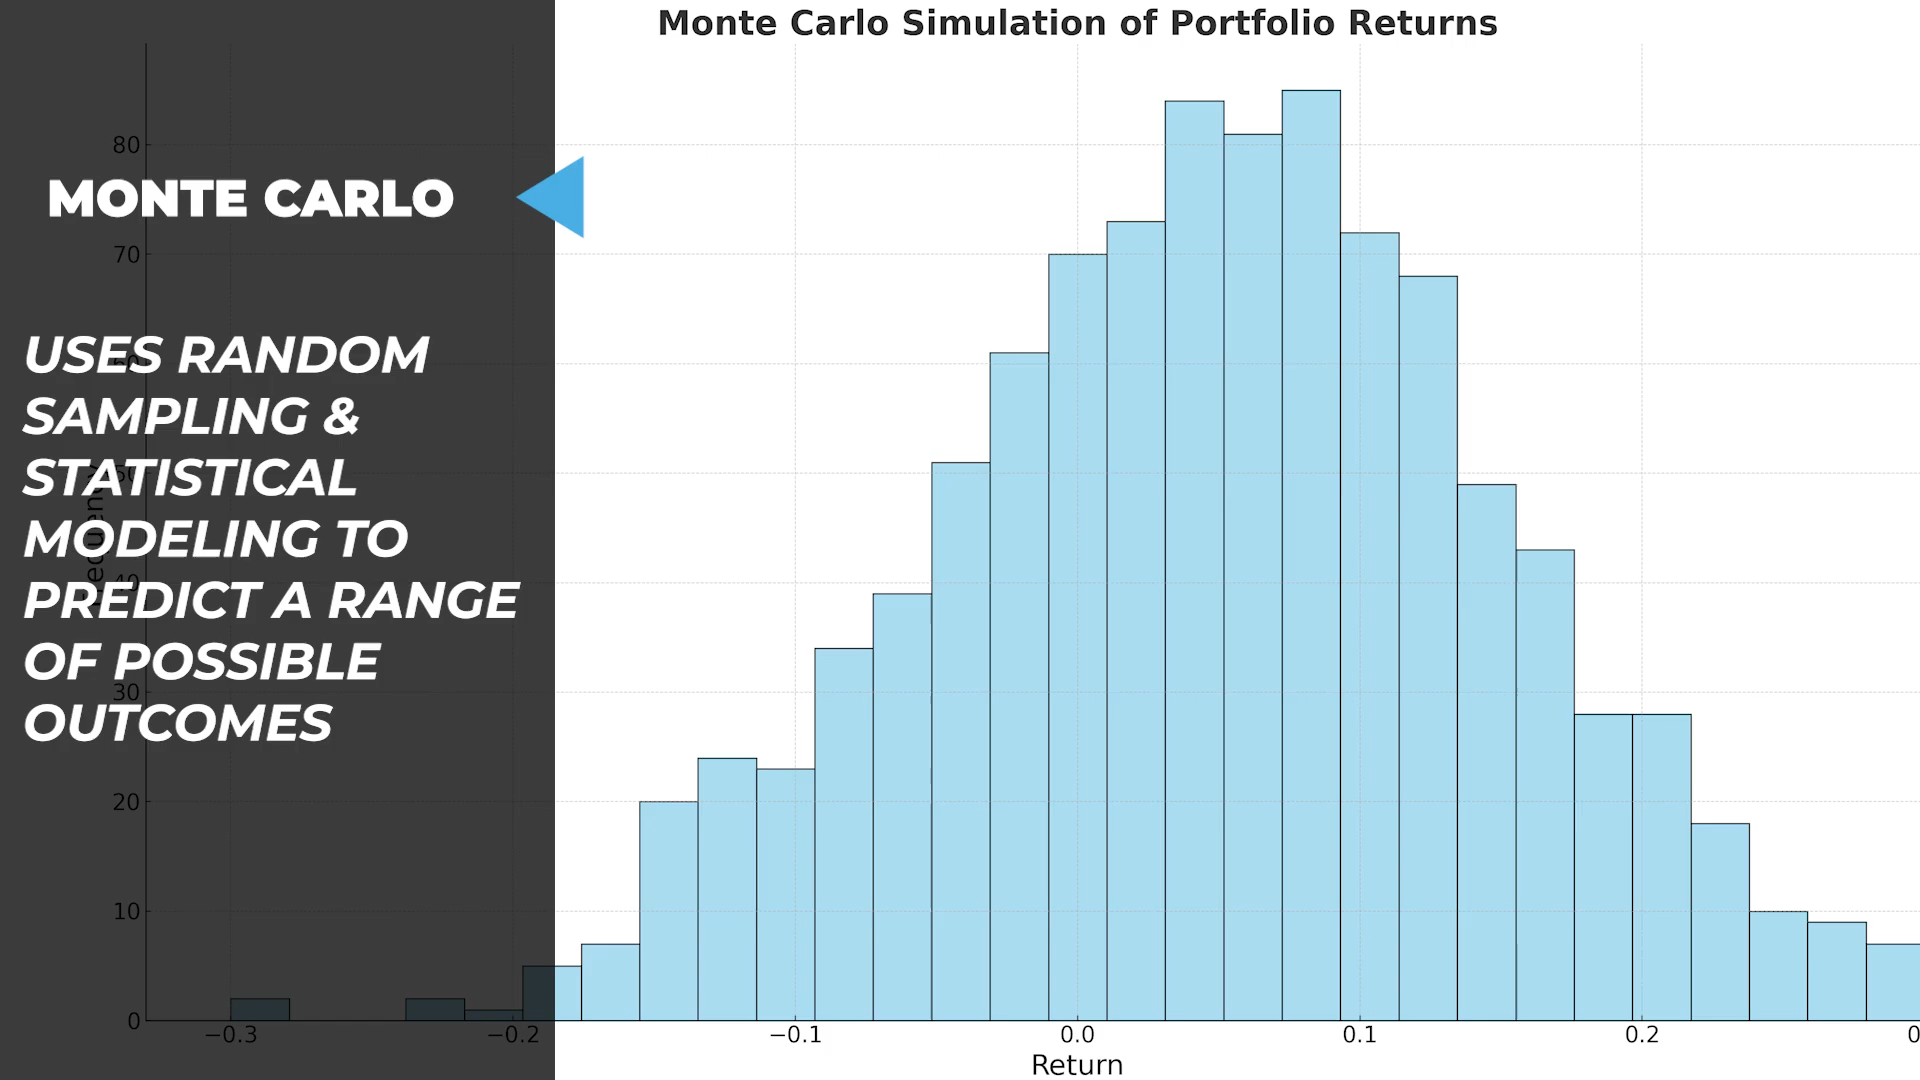 Monte Carlo Simulation of Portfolio Returns
MONTE CARLO
USES RANDOM
SAMPLING &
STATISTICAL
MODELING TO
PREDICT A RANGE
OF POSSIBLE
OUTCOMES
80
70
30
20
10
0
−0.3 −0.2 −0.1 0.0 0.1 0.2
Return